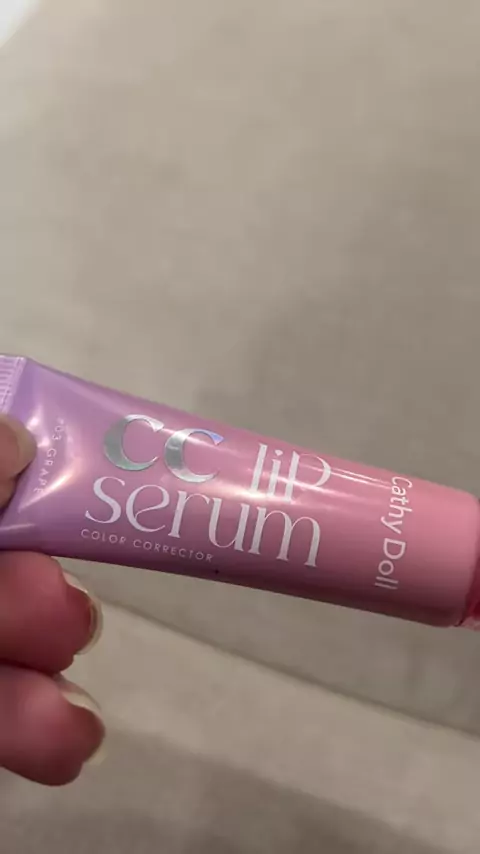 cc lip
serum
COLOR CORRECTOR
Cathy Doll
#03 GRAPE